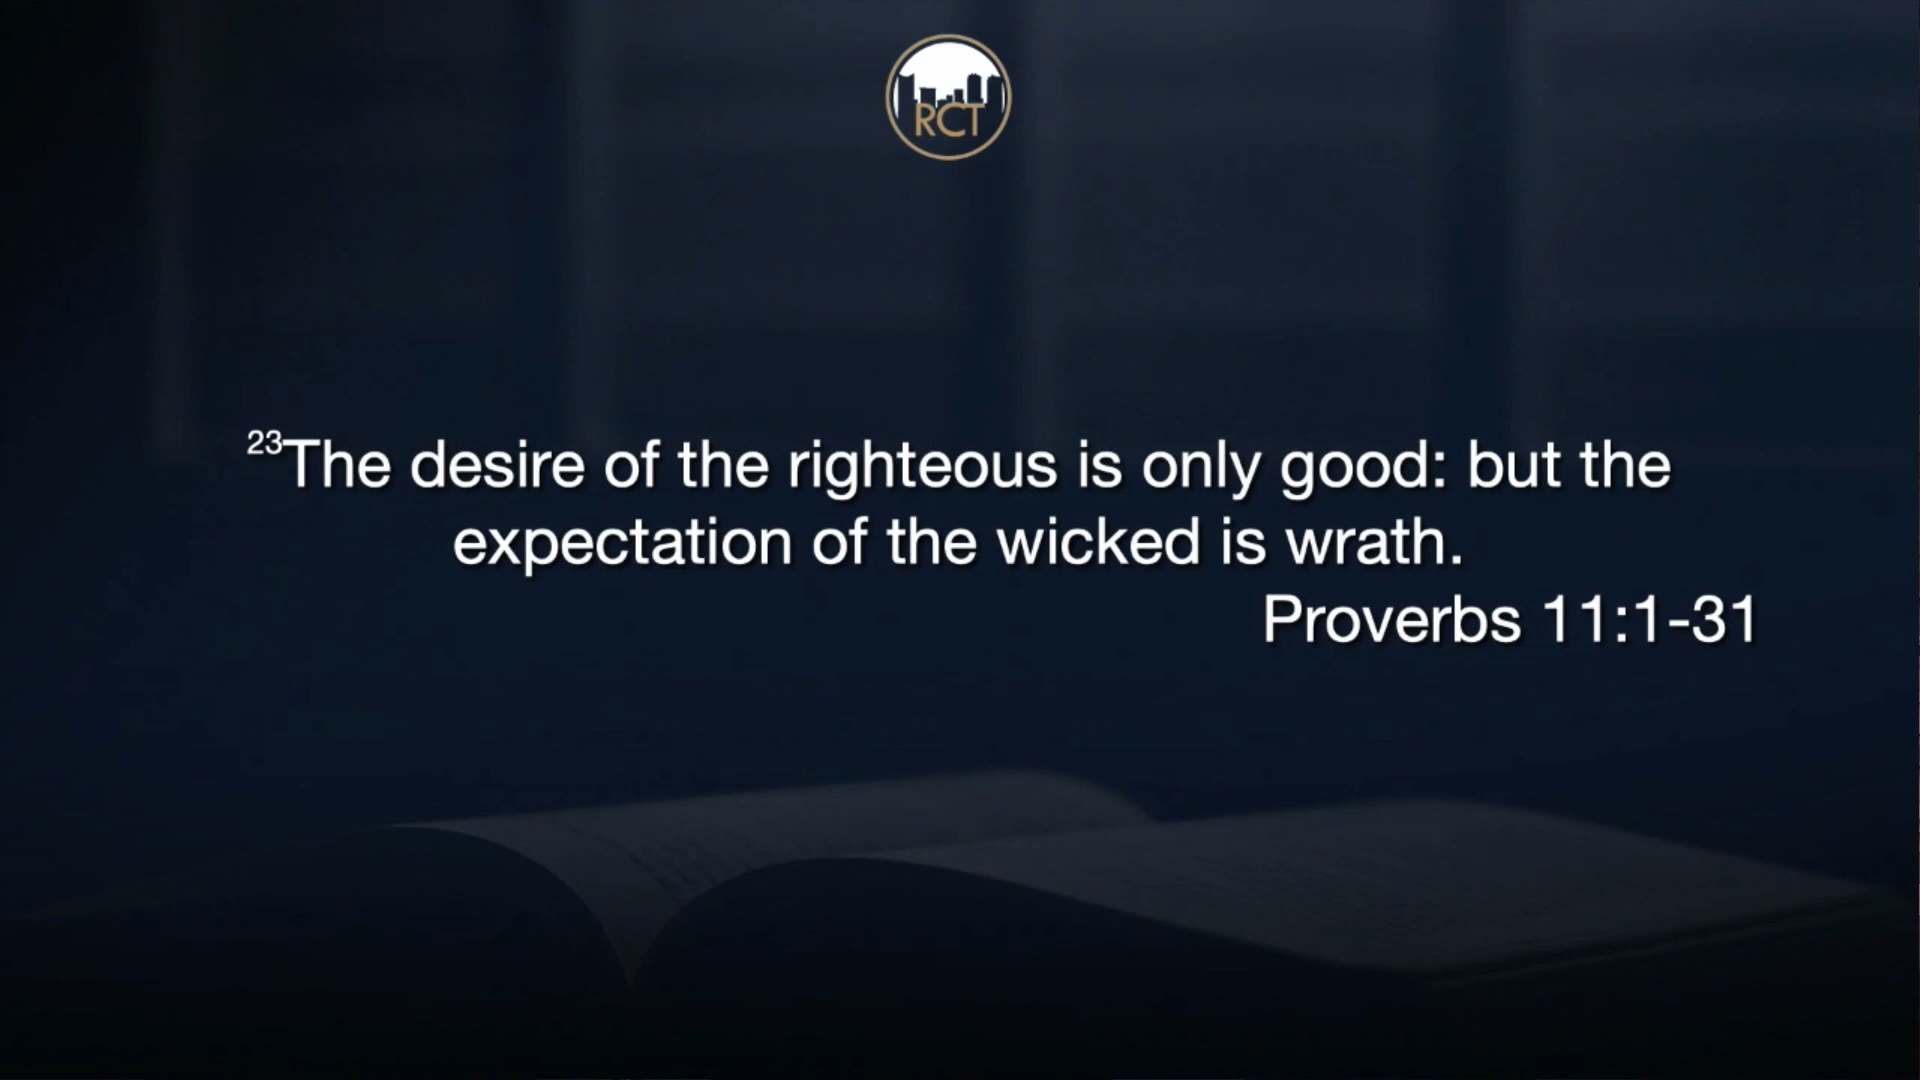 RCT
23The desire of the righteous is only good: but the
expectation of the wicked is wrath.
Proverbs 11:1-31